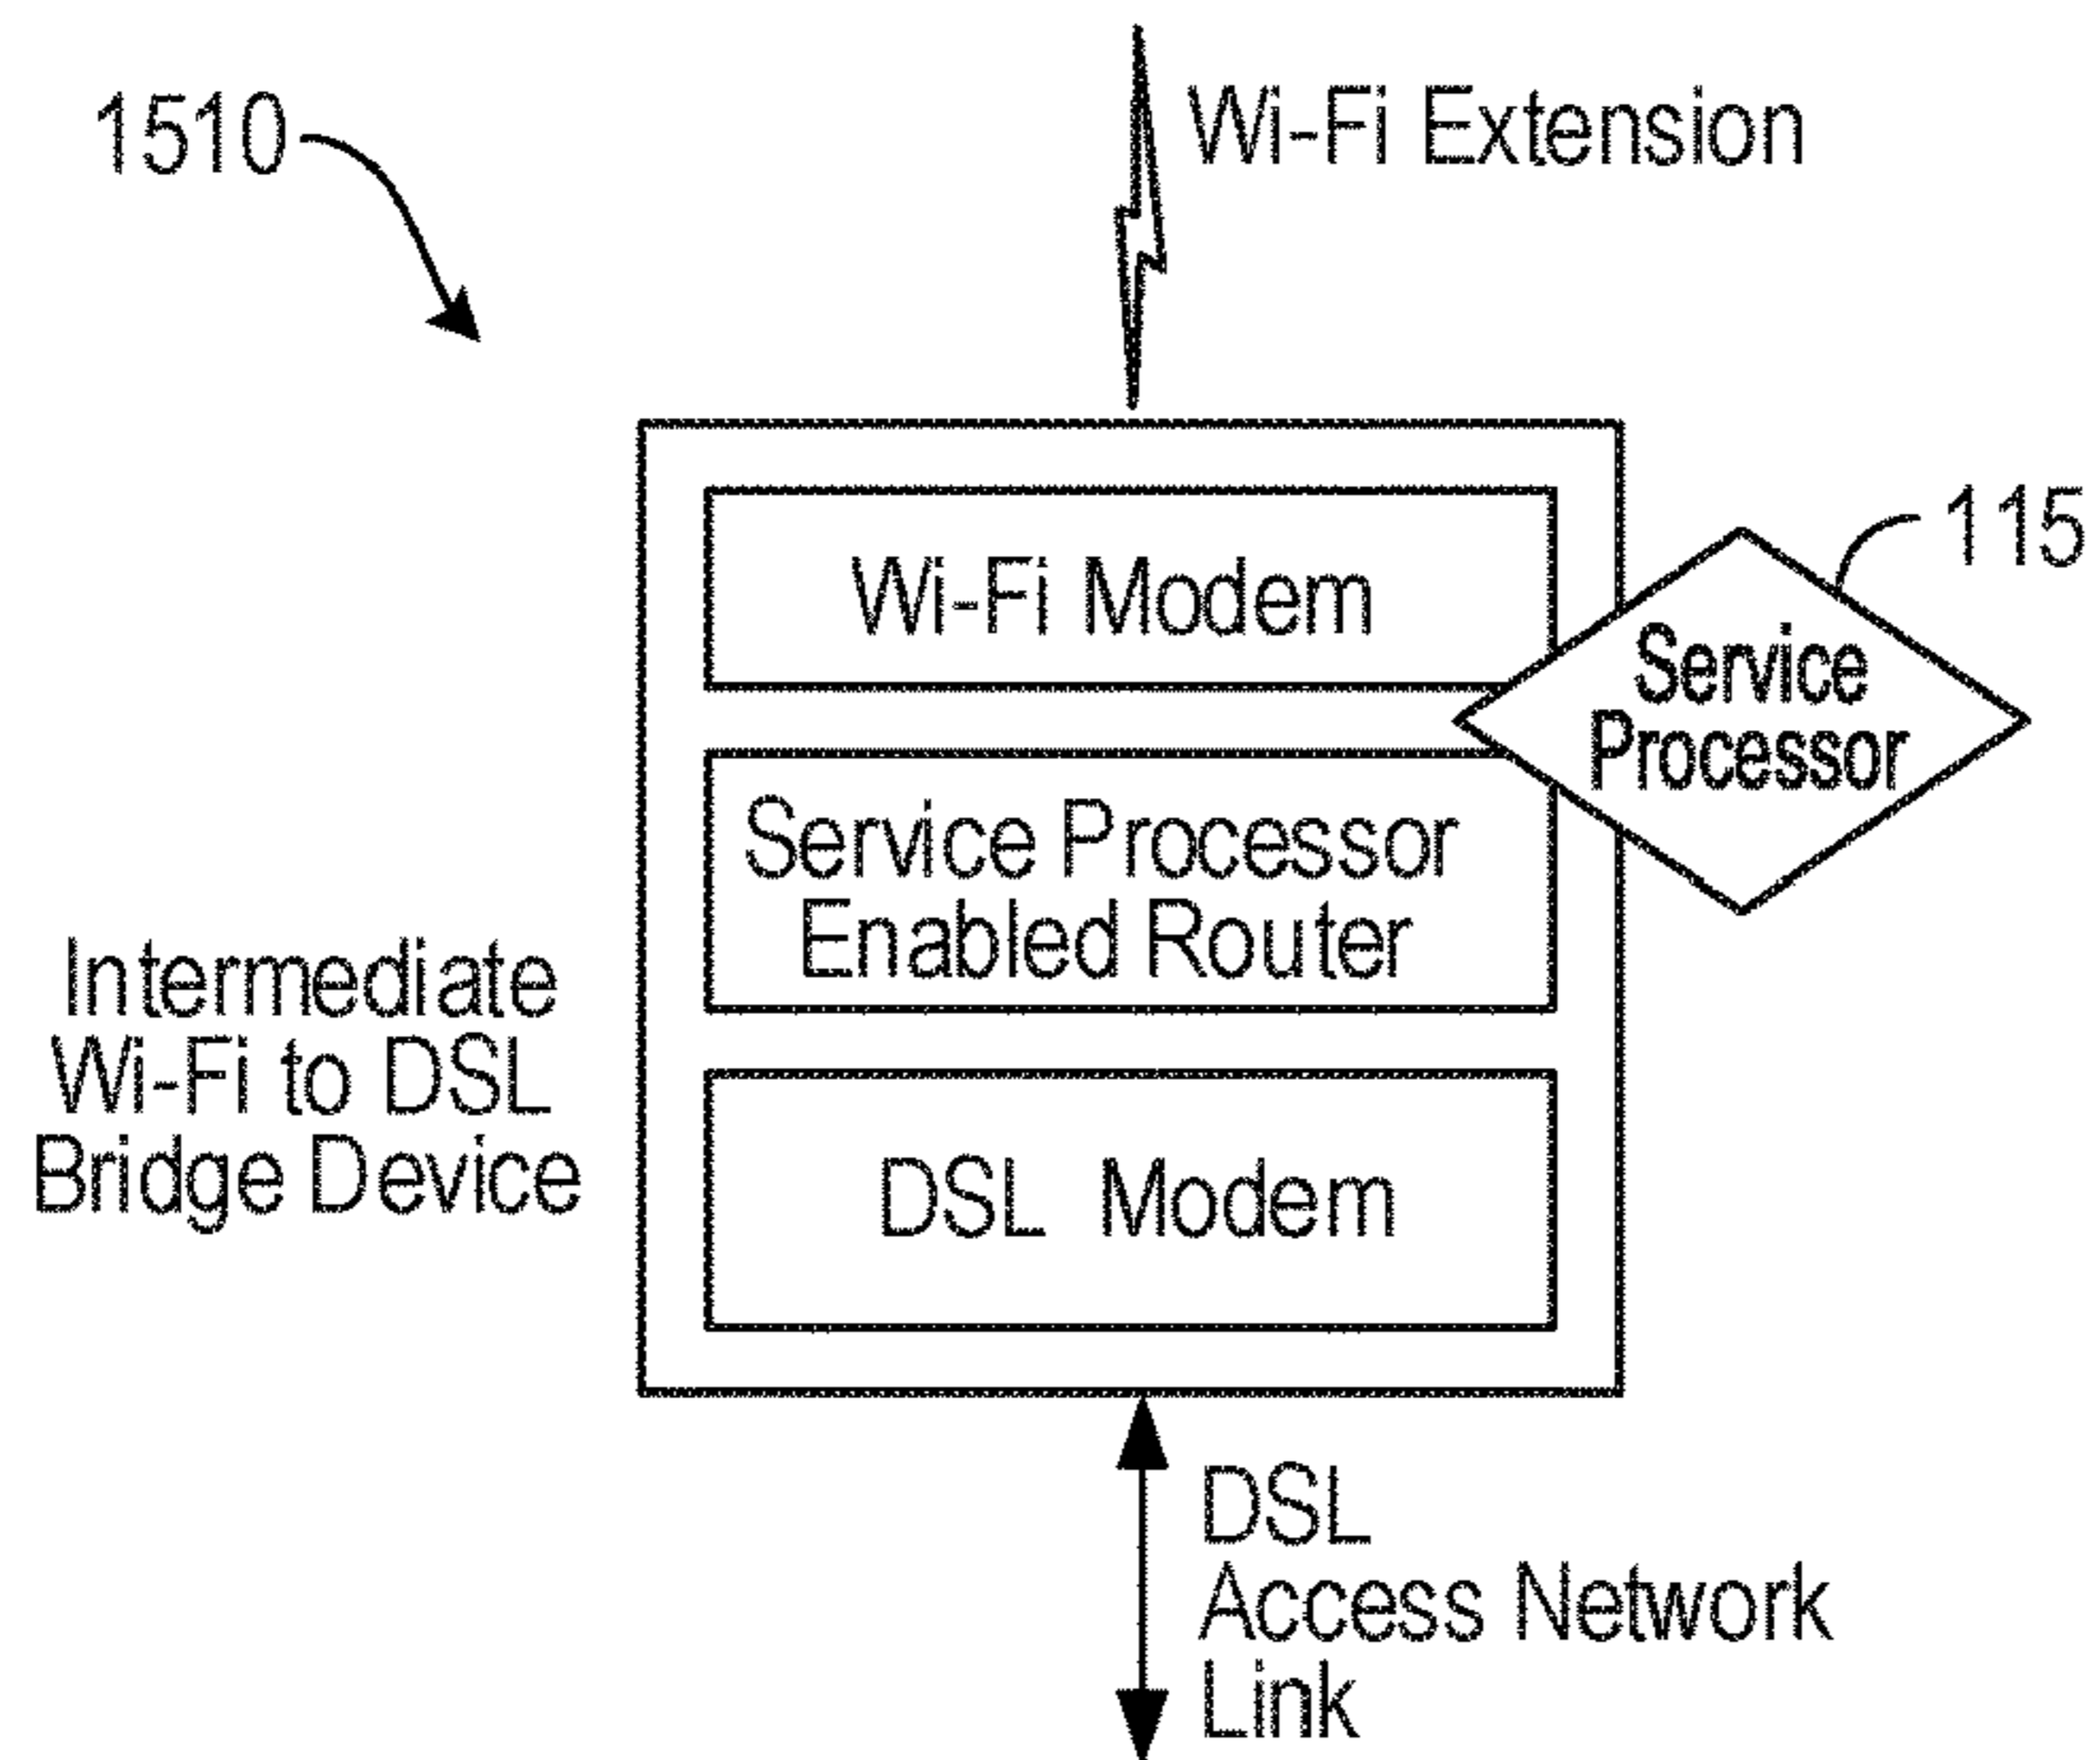 1510
Wi-Fi Extension
Wi-Fi Modem
115
Service
Processor
Service Processor
Enabled Router
Intermediate
Wi-Fi to DSL
Bridge Device
DSL Modem
DSL
Access Network
Link